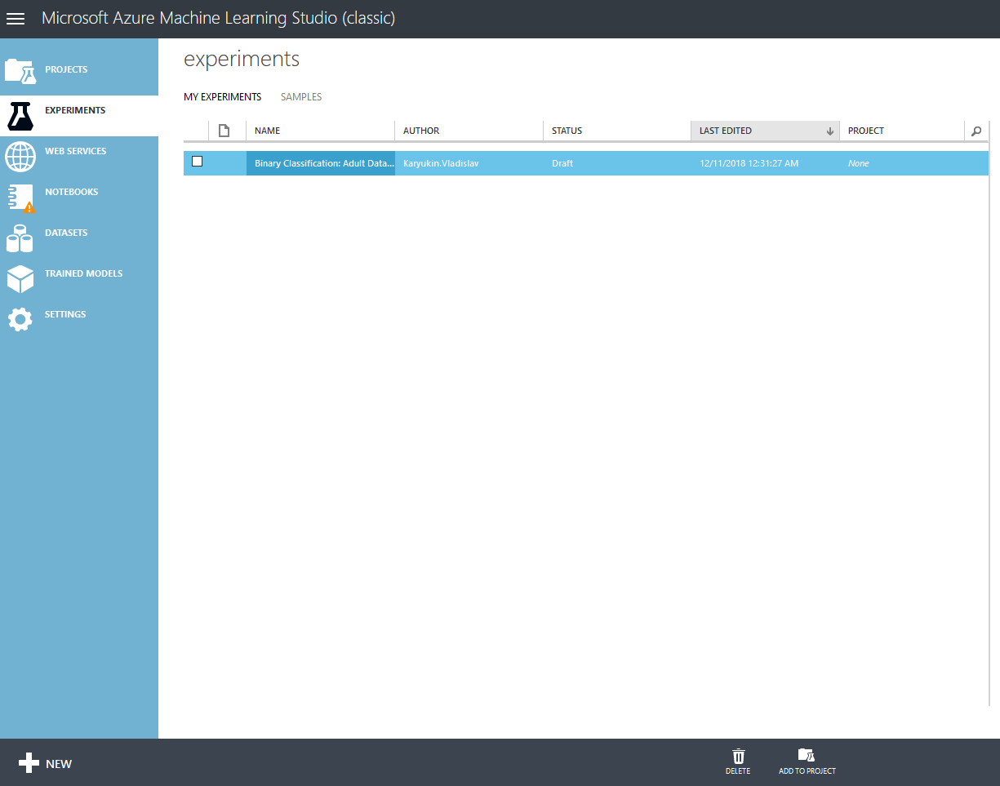 Microsoft Azure Machine Learning Studio (classic)
PROJECTS
EXPERIMENTS
WEB SERVICES
NOTEBOOKS
DATASETS
TRAINED MODELS
SETTINGS
experiments
MY EXPERIMENTS SAMPLES
NAME AUTHOR STATUS LAST EDITED PROJECT
Binary Classification: Adult Data... Karyukin.Vladislav Draft 12/11/2018 12:31:27 AM None
NEW
DELETE
ADD TO PROJECT